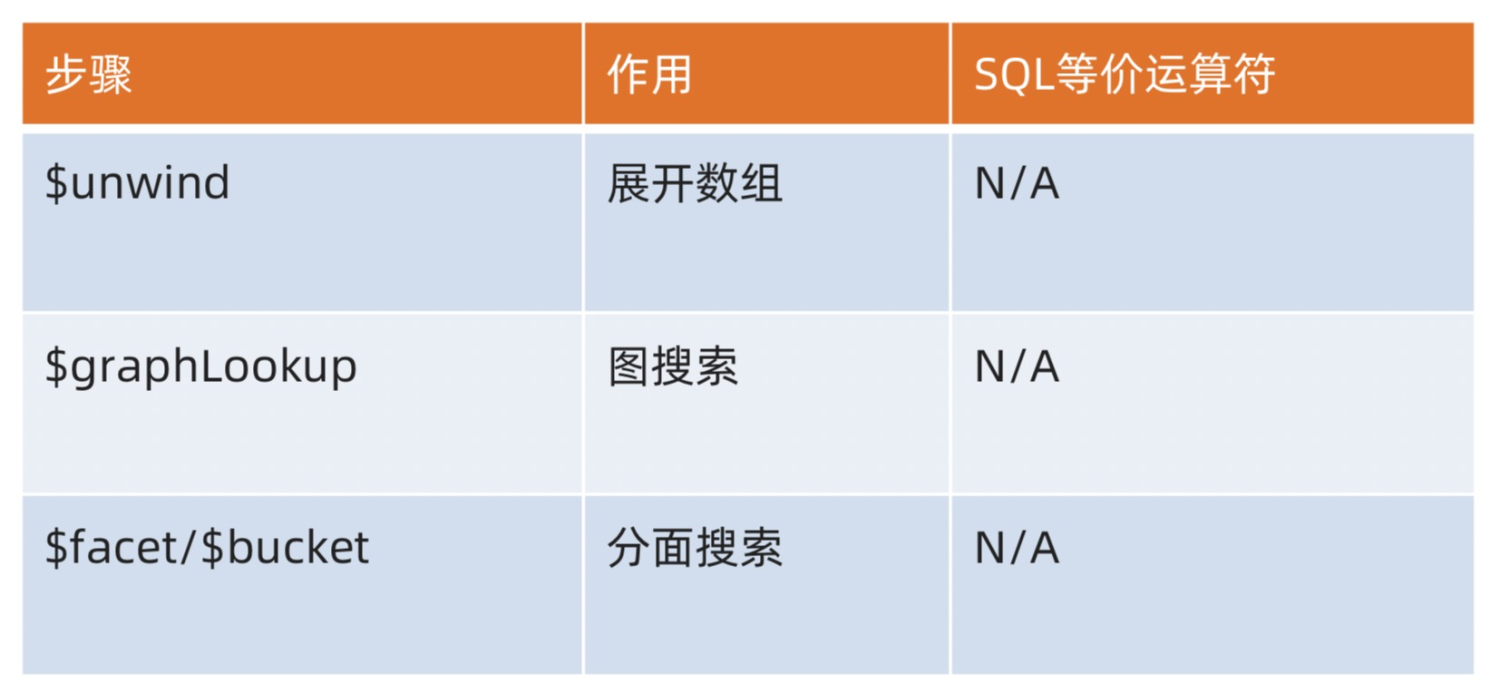 步骤 作用 SQL等价运算符
$unwind 展开数组 N/A
$graphLookup 图搜索 N/A
$facet/$bucket 分面搜索 N/A